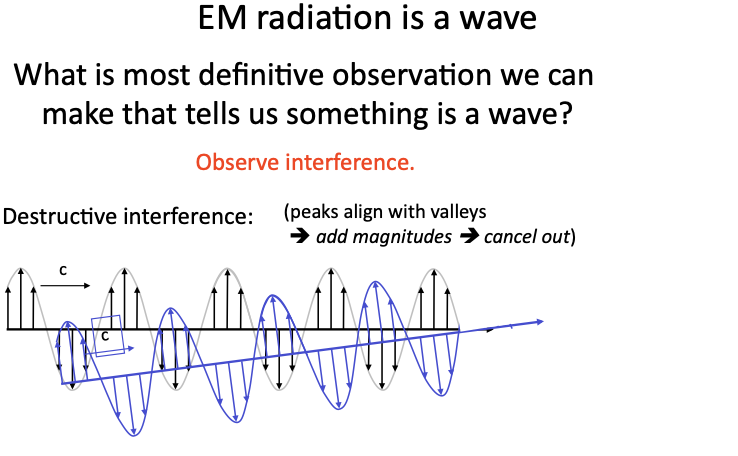 EM radiation is a wave
What is most definitive observation we can
make that tells us something is a wave?
Observe interference.
Destructive interference:
(peaks align with valleys
➔ add magnitudes ➔ cancel out)
c
c